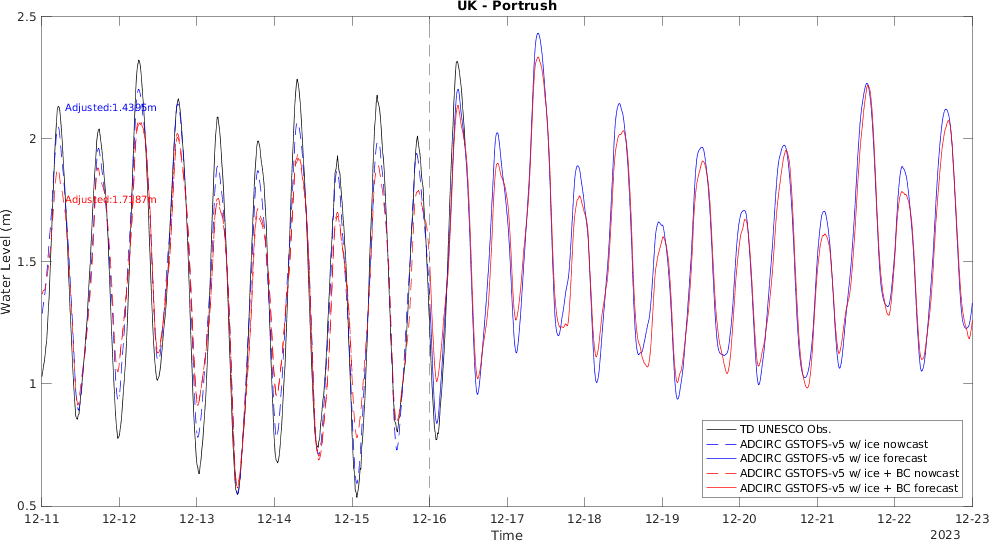 UK - Portrush
2.5
2
1.5
1
0.5
Water Level (m)
Adjusted:1.4395m
Adjusted:1.7187m
TD UNESCO Obs.
ADCIRC GSTOFS-v5 w/ ice nowcast
ADCIRC GSTOFS-v5 w/ ice forecast
ADCIRC GSTOFS-v5 w/ ice + BC nowcast
ADCIRC GSTOFS-v5 w/ ice + BC forecast
12-11 12-12 12-13 12-14 12-15 12-16 12-17 12-18 12-19 12-20 12-21 12-22 12-23
Time
2023